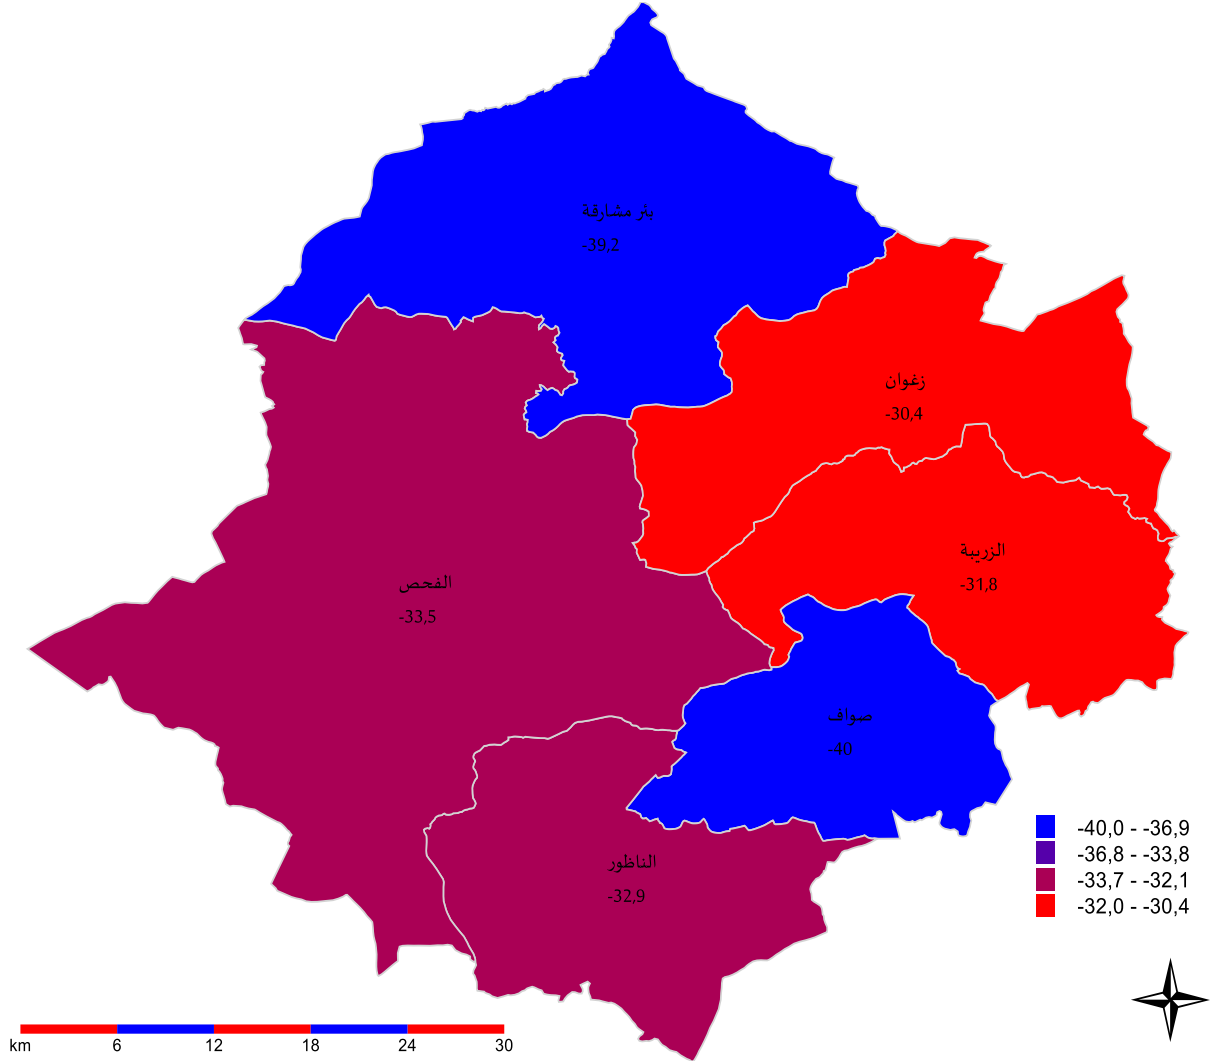 بئر مشارقة
-39,2
زغوان
-30,4
الزريبة
-31,8
الفحص
-33,5
صواف
-40
الناظور
-32,9
-40,0 - -36,9
-36,8 - -33,8
-33,7 - -32,1
-32,0 - -30,4
km 6 12 18 24 30